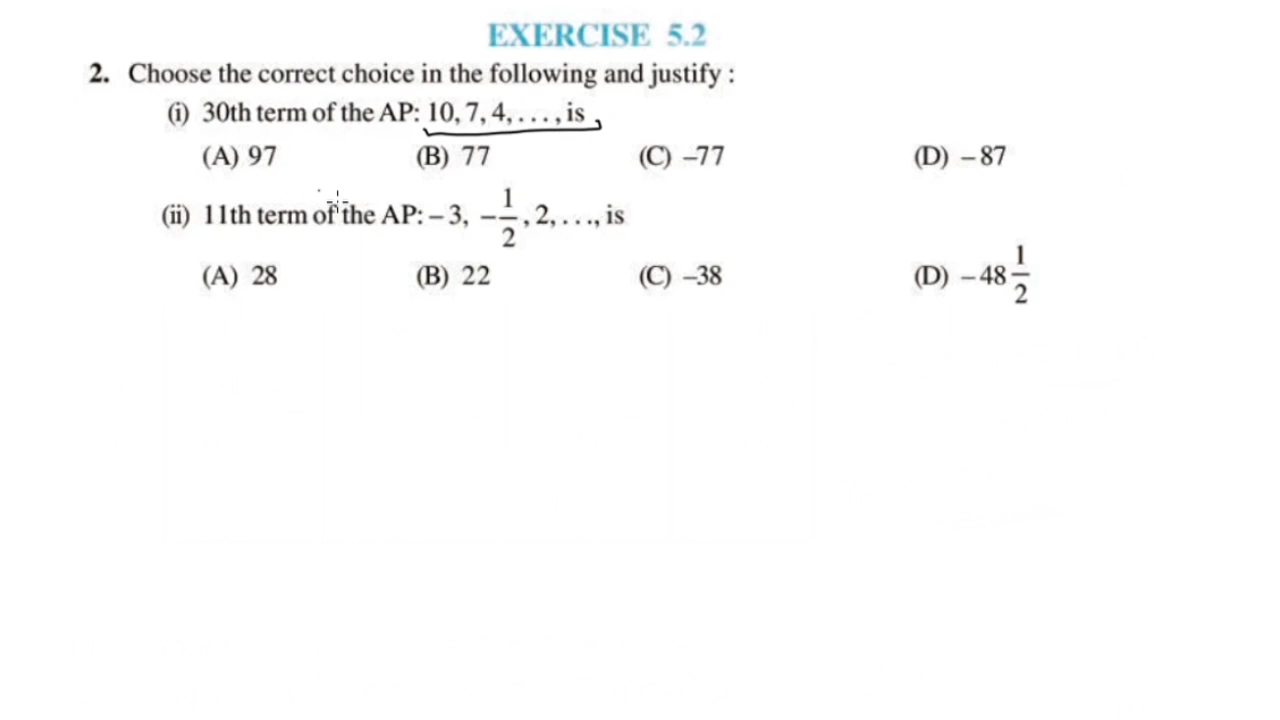 EXERCISE 5.2
2. Choose the correct choice in the following and justify :
(i) 30th term of the AP: 10, 7, 4, . . . , is
(A) 97 (B) 77 (C) –77 (D) – 87
(ii) 11th term of the AP: – 3, –1/2, 2, . . ., is
(A) 28 (B) 22 (C) –38 (D) – 48 1/2